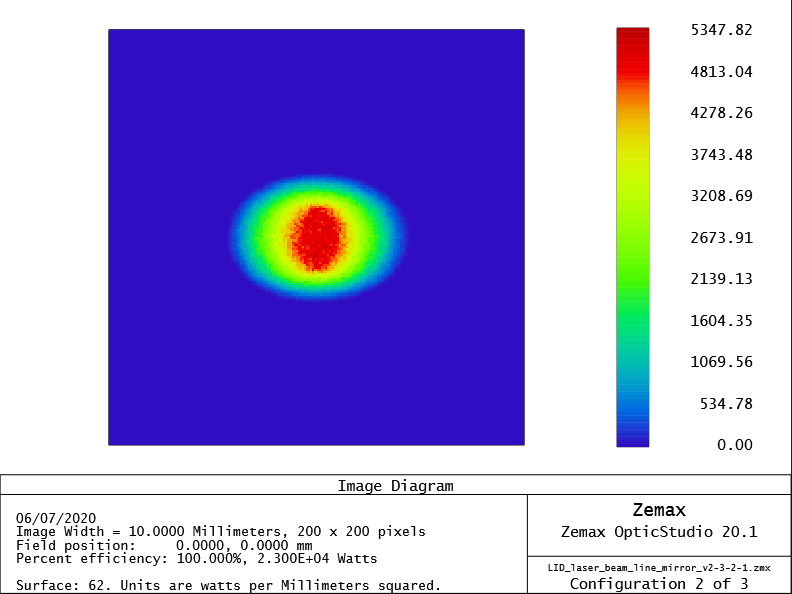 5347.82
4813.04
4278.26
3743.48
3208.69
2673.91
2139.13
1604.35
1069.56
534.78
0.00
Image Diagram
06/07/2020
Image Width = 10.0000 Millimeters, 200 x 200 pixels
Field position:     0.0000, 0.0000 mm
Percent efficiency: 100.000%, 2.300E+04 Watts
Surface: 62. Units are watts per Millimeters squared.
Zemax
Zemax OpticStudio 20.1
LID_laser_beam_line_mirror_v2-3-2-1.zmx
Configuration 2 of 3